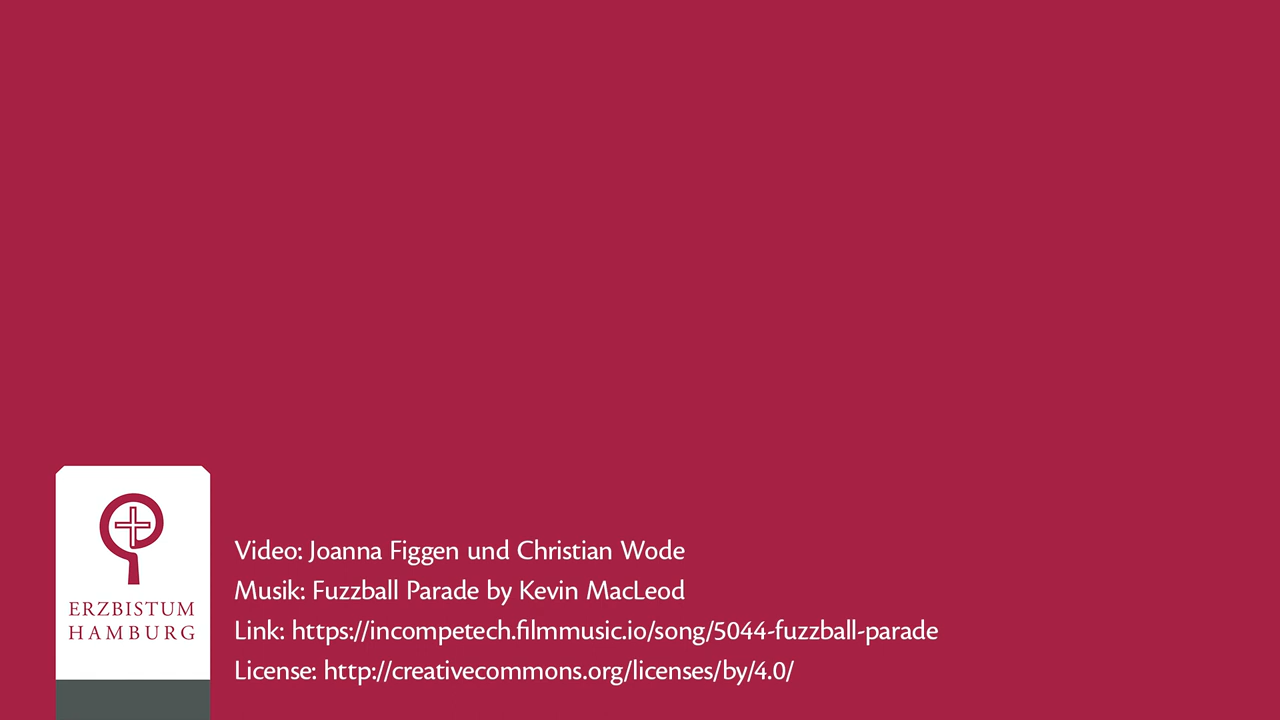 ERZBISTUM
HAMBURG
Video: Joanna Figgen und Christian Wode
Musik: Fuzzball Parade by Kevin MacLeod
Link: https://incompetech.filmmusic.io/song/5044-fuzzball-parade
License: http://creativecommons.org/licenses/by/4.0/